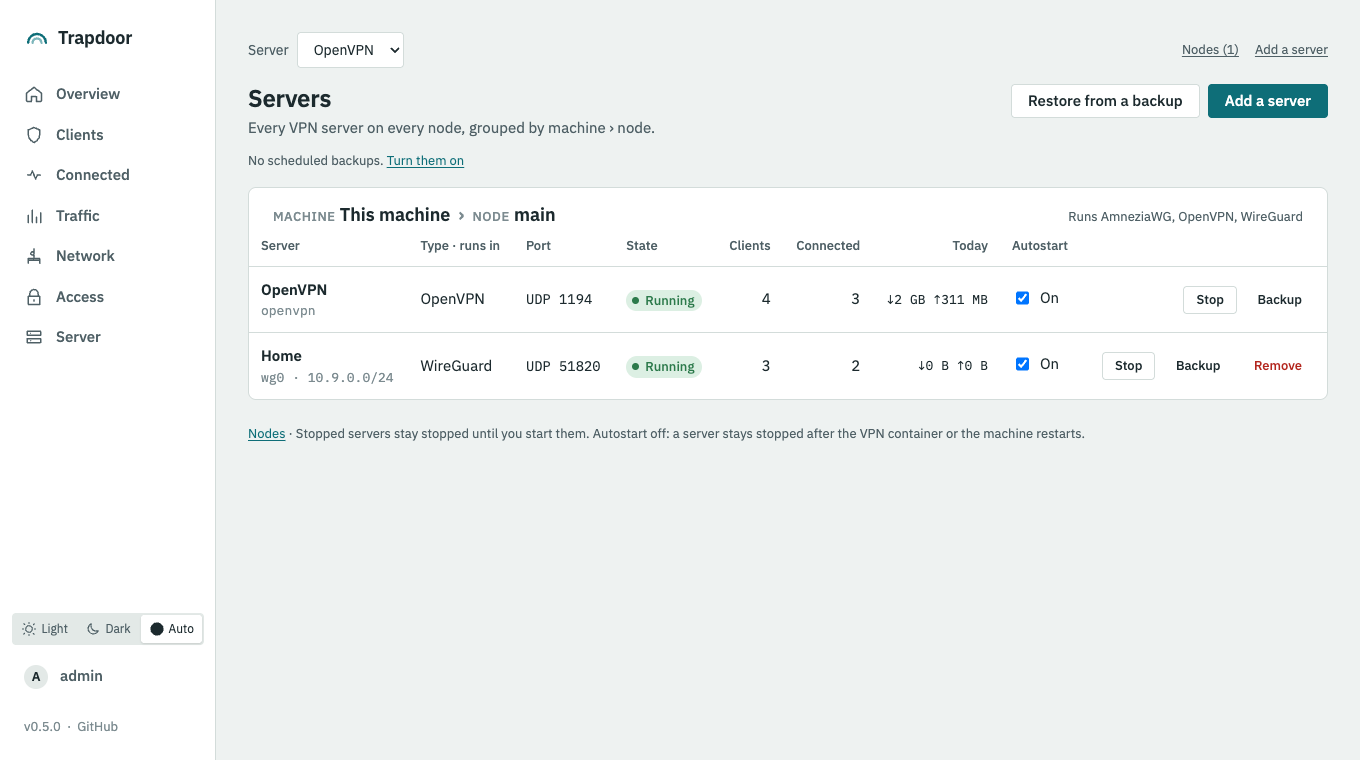 Trapdoor
Overview
Clients
Connected
Traffic
Network
Access
Server
Light Dark Auto
A admin
v0.5.0 · GitHub
Server OpenVPN Nodes (1) Add a server
Servers Restore from a backup Add a server
Every VPN server on every node, grouped by machine › node.
No scheduled backups. Turn them on
MACHINE This machine › NODE main Runs AmneziaWG, OpenVPN, WireGuard
Server Type · runs in Port State Clients Connected Today Autostart
OpenVPN
openvpn
OpenVPN UDP 1194 Running 4 3 ↓2 GB ↑311 MB On Stop Backup
Home
wg0 · 10.9.0.0/24
WireGuard UDP 51820 Running 3 2 ↓0 B ↑0 B On Stop Backup Remove
Nodes · Stopped servers stay stopped until you start them. Autostart off: a server stays stopped after the VPN container or the machine restarts.